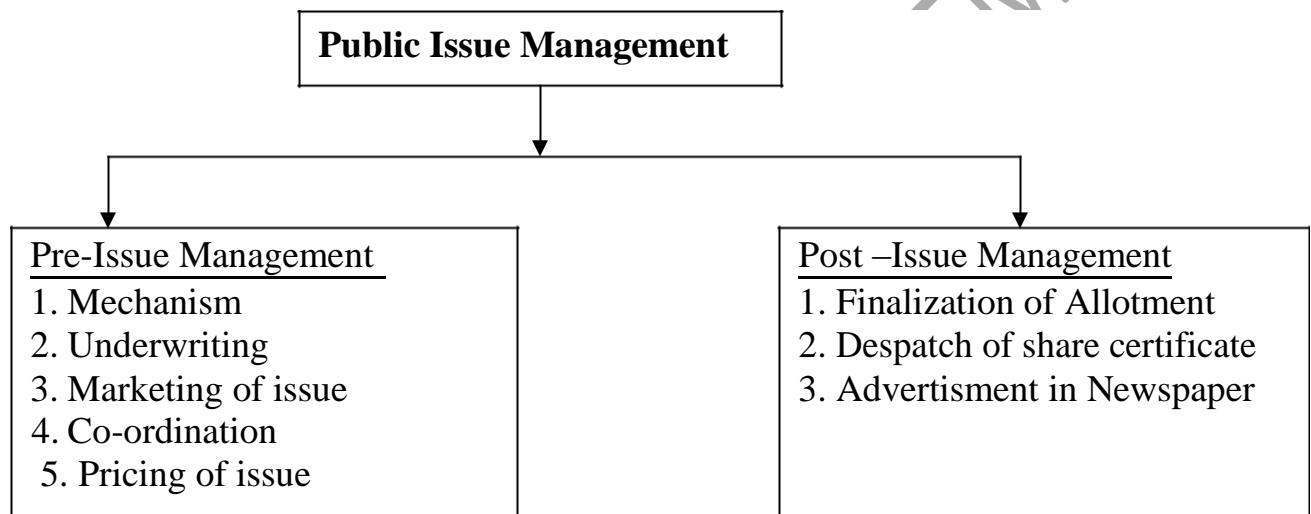 Public Issue Management
Pre-Issue Management
1. Mechanism
2. Underwriting
3. Marketing of issue
4. Co-ordination
5. Pricing of issue
Post –Issue Management
1. Finalization of Allotment
2. Despatch of share certificate
3. Advertisment in Newspaper